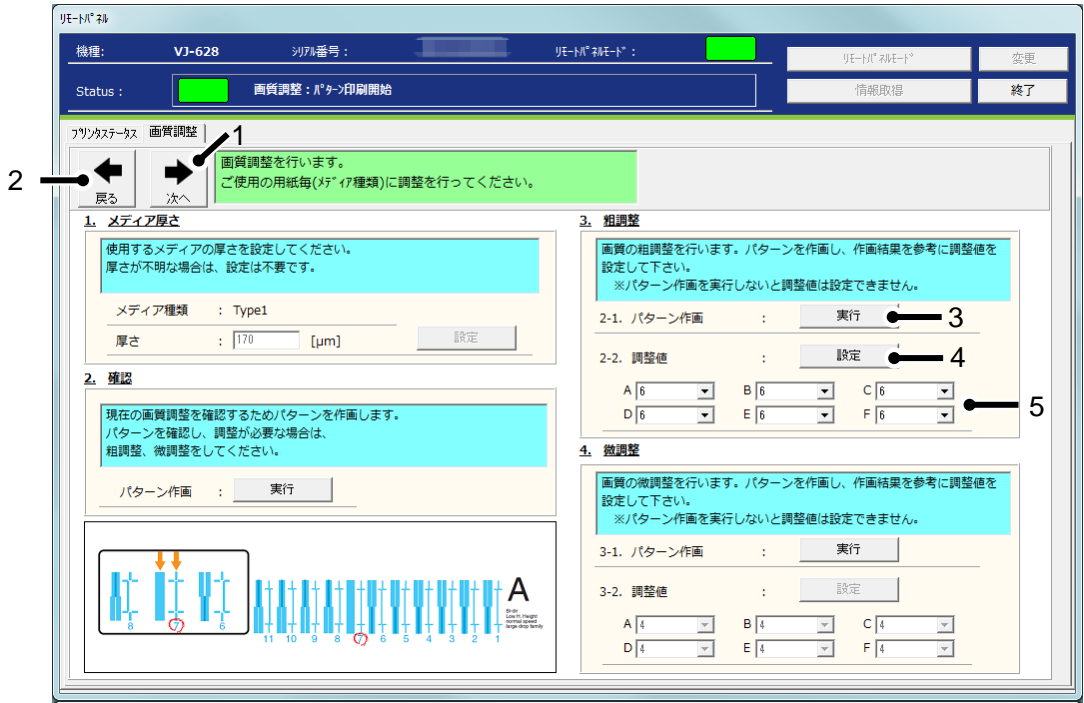 ﾘﾓｰﾄﾊﾟﾈﾙ
機種: VJ-628 ｼﾘｱﾙ番号： ﾘﾓｰﾄﾊﾟﾈﾙﾓｰﾄﾞ：
ﾘﾓｰﾄﾊﾟﾈﾙﾓｰﾄﾞ 変更
Status： 画質調整：ﾊﾟﾀｰﾝ印刷開始
情報取得 終了
ﾌﾟﾘﾝﾀｽﾃｰﾀｽ 画質調整
1
2
戻る
次へ
画質調整を行います。
ご使用の用紙毎(ﾒﾃﾞｨｱ種類)に調整を行ってください。
1. メディア厚さ
使用するメディアの厚さを設定してください。
厚さが不明な場合は、設定は不要です。
メディア種類 ： Type1
厚さ ： 170 [μm] 設定
2. 確認
現在の画質調整を確認するためパターンを作画します。
パターンを確認し、調整が必要な場合は、
粗調整、微調整をしてください。
パターン作画 ： 実行
8 7 6
11 10 9 8 7 6 5 4 3 2 1
A
Bi-dir
Low H. Height
normal speed
large drop family
3. 粗調整
画質の粗調整を行います。パターンを作画し、作画結果を参考に調整値を
設定して下さい。
※パターン作画を実行しないと調整値は設定できません。
2-1. パターン作画 ： 実行 3
2-2. 調整値 ： 設定 4
A 6 B 6 C 6
D 6 E 6 F 6
5
4. 微調整
画質の微調整を行います。パターンを作画し、作画結果を参考に調整値を
設定して下さい。
※パターン作画を実行しないと調整値は設定できません。
3-1. パターン作画 ： 実行
3-2. 調整値 ： 設定
A 4 B 4 C 4
D 4 E 4 F 4